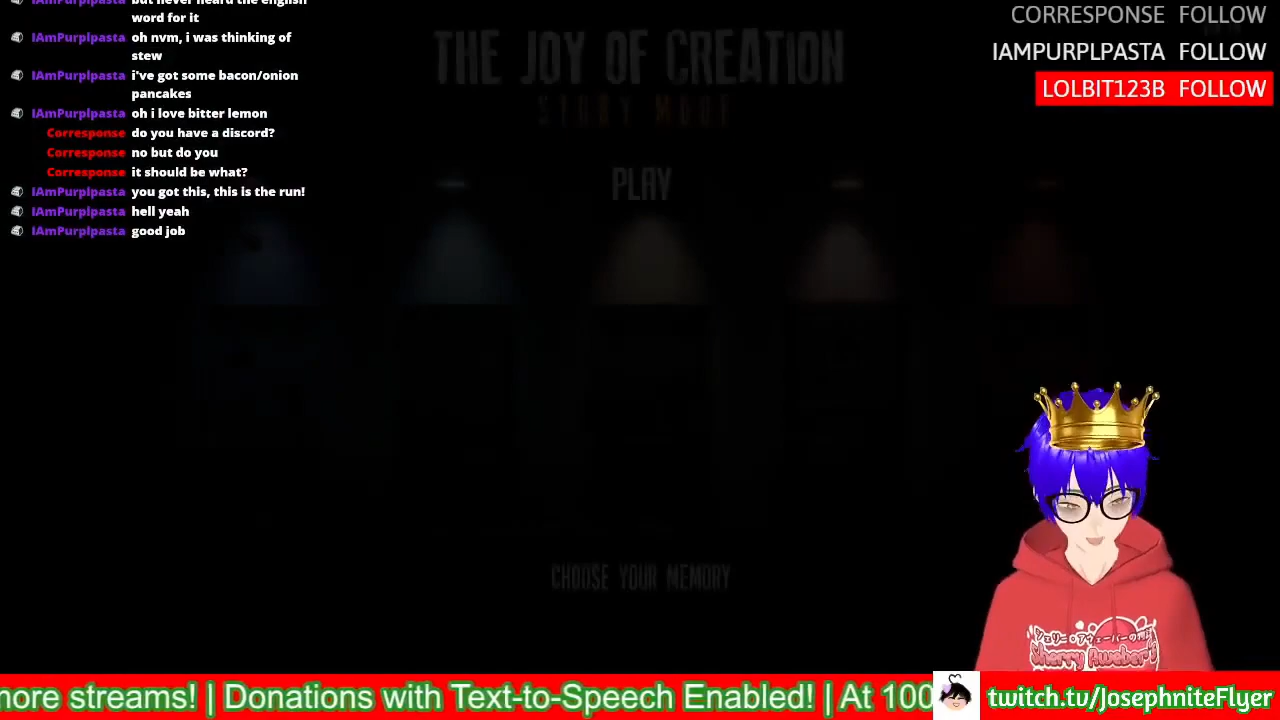 but never heard the english
word for it
IAmPurplpasta oh nvm, i was thinking of
stew
IAmPurplpasta i've got some bacon/onion
pancakes
IAmPurplpasta oh i love bitter lemon
Corresponse do you have a discord?
Corresponse no but do you
Corresponse it should be what?
IAmPurplpasta you got this, this is the run!
IAmPurplpasta hell yeah
IAmPurplpasta good job
CORRESPONSE FOLLOW
IAMPURPLPASTA FOLLOW
LOLBIT123B FOLLOW
THE JOY OF CREATION
STORY MODE
PLAY
CHOOSE YOUR MEMORY
Sherry Aweber's
more streams! | Donations with Text-to-Speech Enabled! | At 100
twitch.tv/JosephniteFlyer